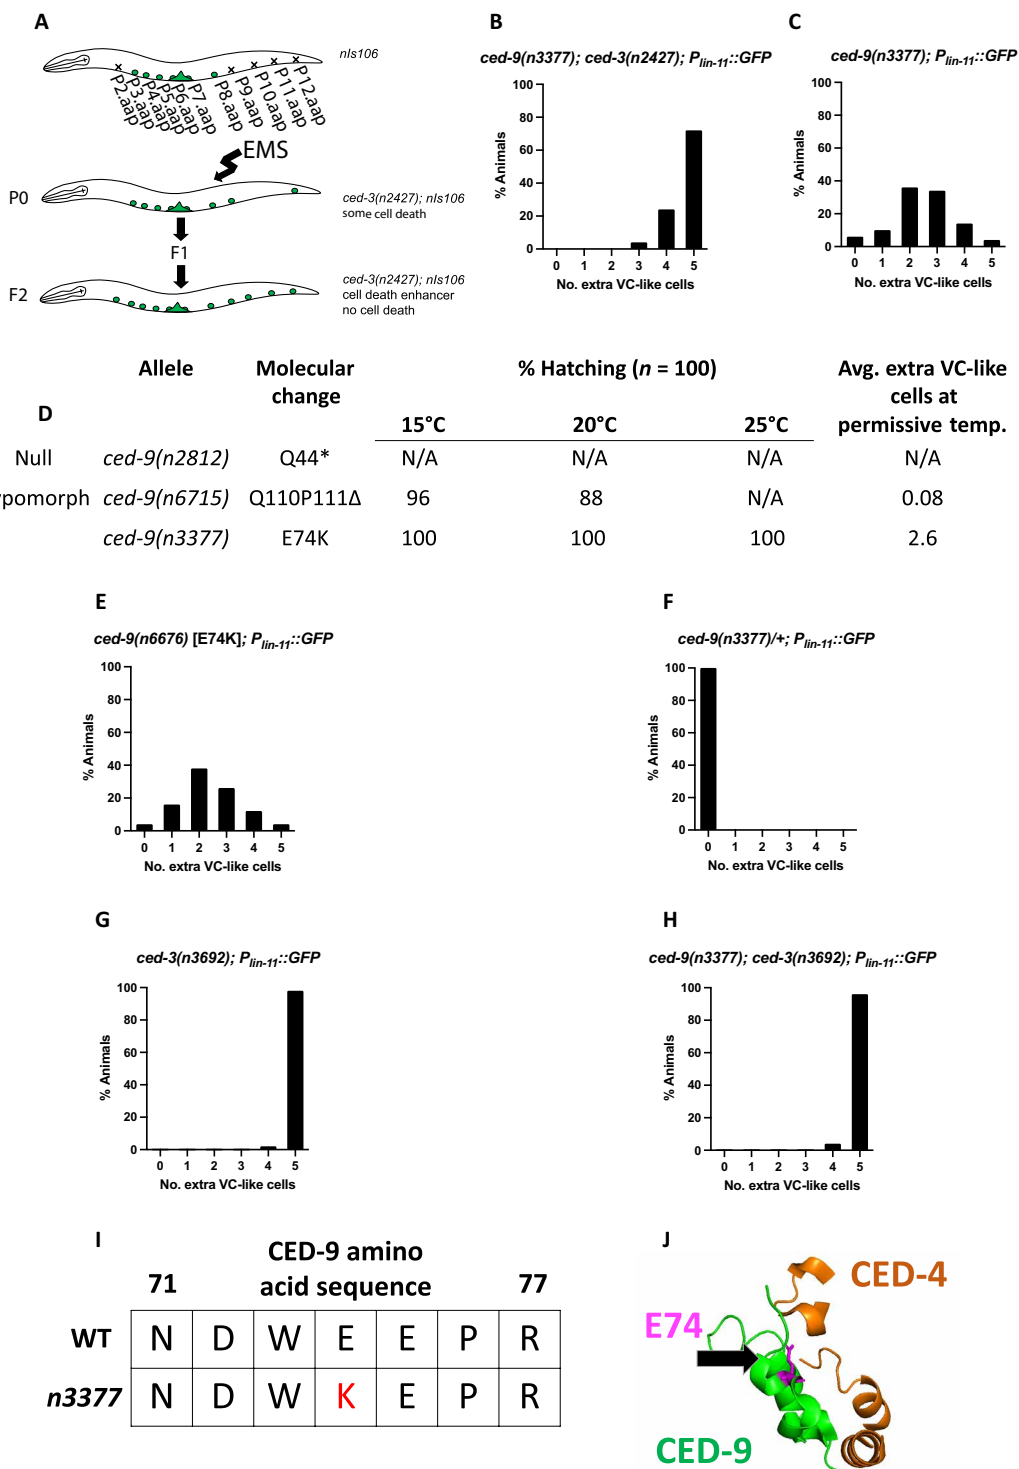 A
nIs106
P2.aap
P3.aap
P4.aap
P5.aap
P6.aap
P7.aap
P8.aap
P9.aap
P10.aap
P11.aap
P12.aap
EMS
P0
ced-3(n2427); nIs106
some cell death
F1
F2
ced-3(n2427); nIs106
cell death enhancer
no cell death
B
ced-9(n3377); ced-3(n2427); Plin-11::GFP
% Animals
100
80
60
40
20
0
0 1 2 3 4 5
No. extra VC-like cells
C
ced-9(n3377); Plin-11::GFP
% Animals
100
80
60
40
20
0
0 1 2 3 4 5
No. extra VC-like cells
D
Allele Molecular change % Hatching (n = 100) Avg. extra VC-like cells at permissive temp.
15°C 20°C 25°C
Null ced-9(n2812) Q44* N/A N/A N/A N/A
ypomorph ced-9(n6715) Q110P111Δ 96 88 N/A 0.08
ced-9(n3377) E74K 100 100 100 2.6
E
ced-9(n6676) [E74K]; Plin-11::GFP
% Animals
100
80
60
40
20
0
0 1 2 3 4 5
No. extra VC-like cells
F
ced-9(n3377)/+; Plin-11::GFP
% Animals
100
80
60
40
20
0
0 1 2 3 4 5
No. extra VC-like cells
G
ced-3(n3692); Plin-11::GFP
% Animals
100
80
60
40
20
0
0 1 2 3 4 5
No. extra VC-like cells
H
ced-9(n3377); ced-3(n3692); Plin-11::GFP
% Animals
100
80
60
40
20
0
0 1 2 3 4 5
No. extra VC-like cells
I
CED-9 amino
acid sequence
71 77
WT N D W E E P R
n3377 N D W K E P R
J
CED-4
E74
CED-9